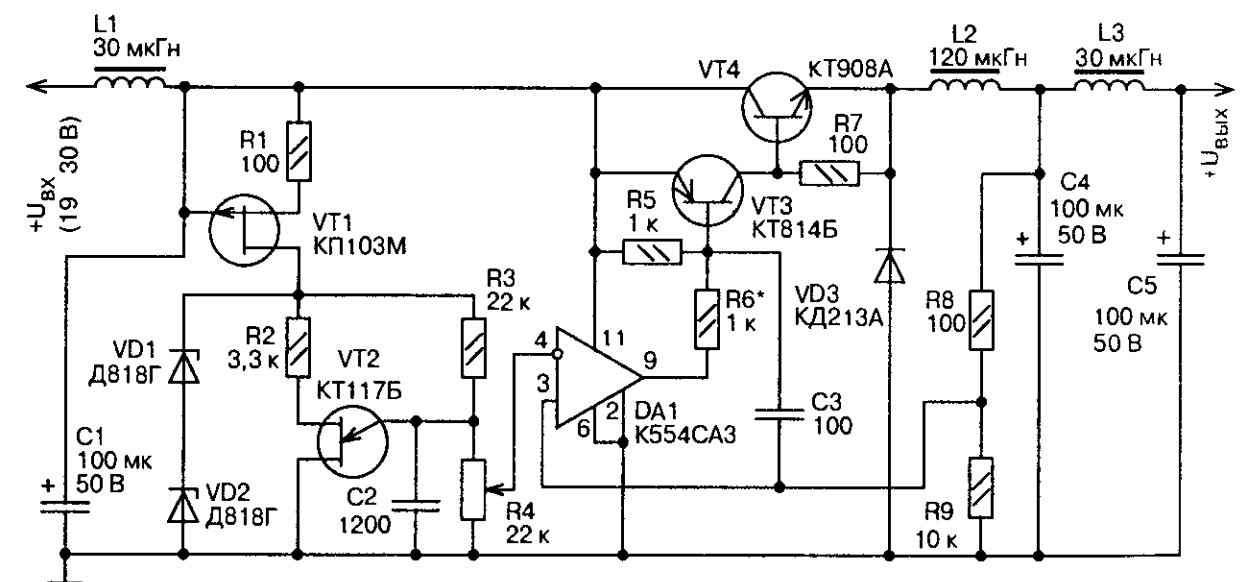 L1
30 мкГн
+Uвх
(19 30 В)
R1
100
VT1
КП103М
VD1
Д818Г
R2
3,3 к
VT2
КТ117Б
R3
22 к
C1
100 мк
50 В
+
VD2
Д818Г
C2
1200
R4
22 к
VT4
КТ908А
R7
100
R5
1 к
VT3
КТ814Б
R6*
1 к
4
3
11
9
2
6
DA1
К554СА3
C3
100
VD3
КД213А
L2
120 мкГн
L3
30 мкГн
+Uвых
C4
100 мк
50 В
+
R8
100
R9
10 к
+
C5
100 мк
50 В